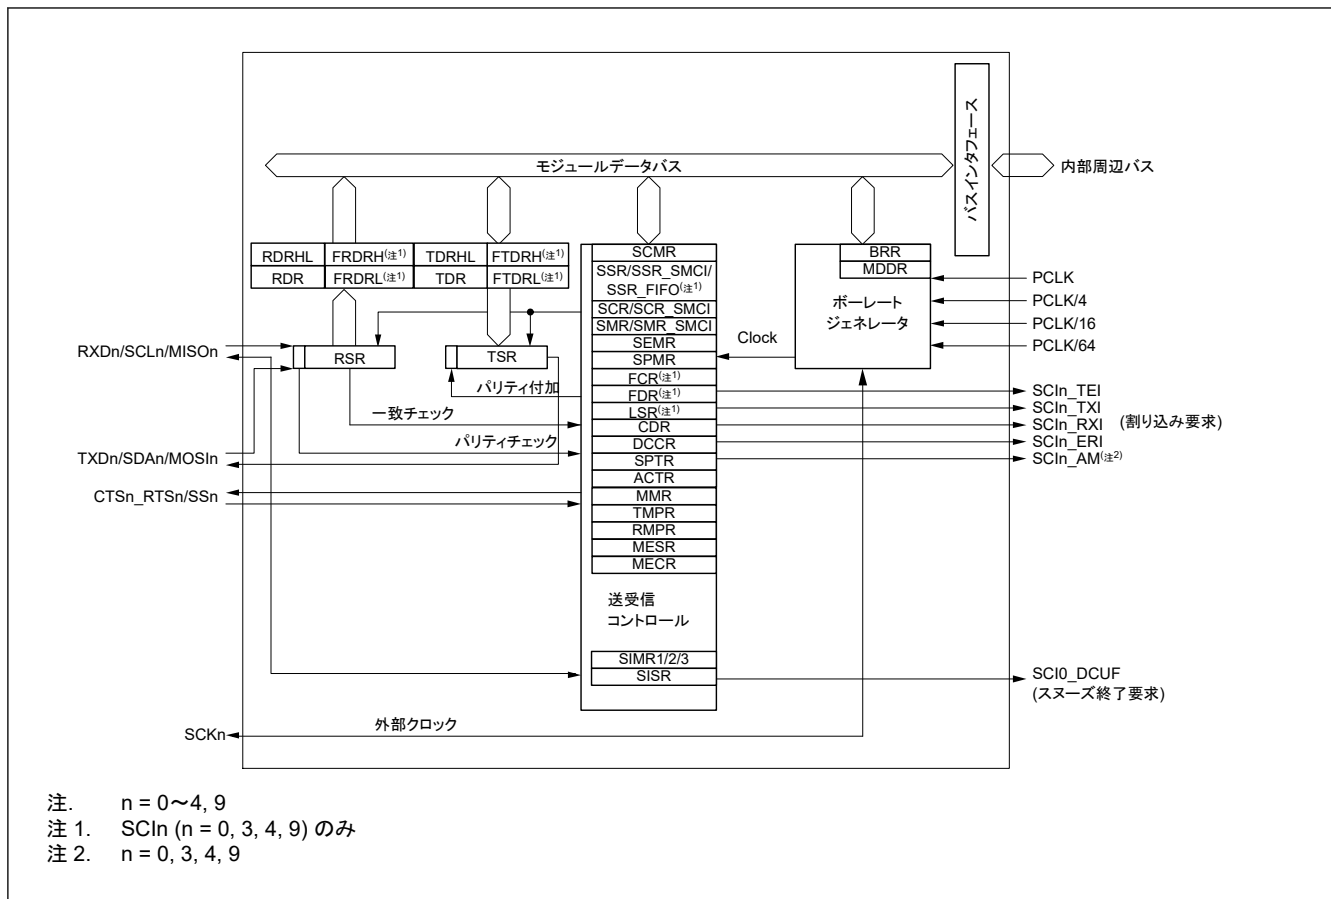 モジュールデータバス
バスインタフェース
内部周辺バス
RDRHL
FRDRH(注1)
TDRHL
FTDRH(注1)
RDR
FRDRL(注1)
TDR
FTDRL(注1)
SCMR
SSR/SSR_SMCI/
SSR_FIFO(注1)
SCR/SCR_SMCI
SMR/SMR_SMCI
SEMR
SPMR
FCR(注1)
FDR(注1)
LSR(注1)
CDR
DCCR
SPTR
ACTR
MMR
TMPR
RMPR
MESR
MECR
送受信
コントロール
SIMR1/2/3
SISR
BRR
MDDR
ボーレート
ジェネレータ
Clock
PCLK
PCLK/4
PCLK/16
PCLK/64
RXDn/SCLn/MISOn
RSR
TSR
パリティ付加
一致チェック
パリティチェック
TXDn/SDAn/MOSIn
CTSn_RTSn/SSn
SCIn_TEI
SCIn_TXI
SCIn_RXI
(割り込み要求)
SCIn_ERI
SCIn_AM(注2)
SCI0_DCUF
(スヌーズ終了要求)
外部クロック
SCKn
注. n = 0～4, 9
注 1. SCIn (n = 0, 3, 4, 9) のみ
注 2. n = 0, 3, 4, 9